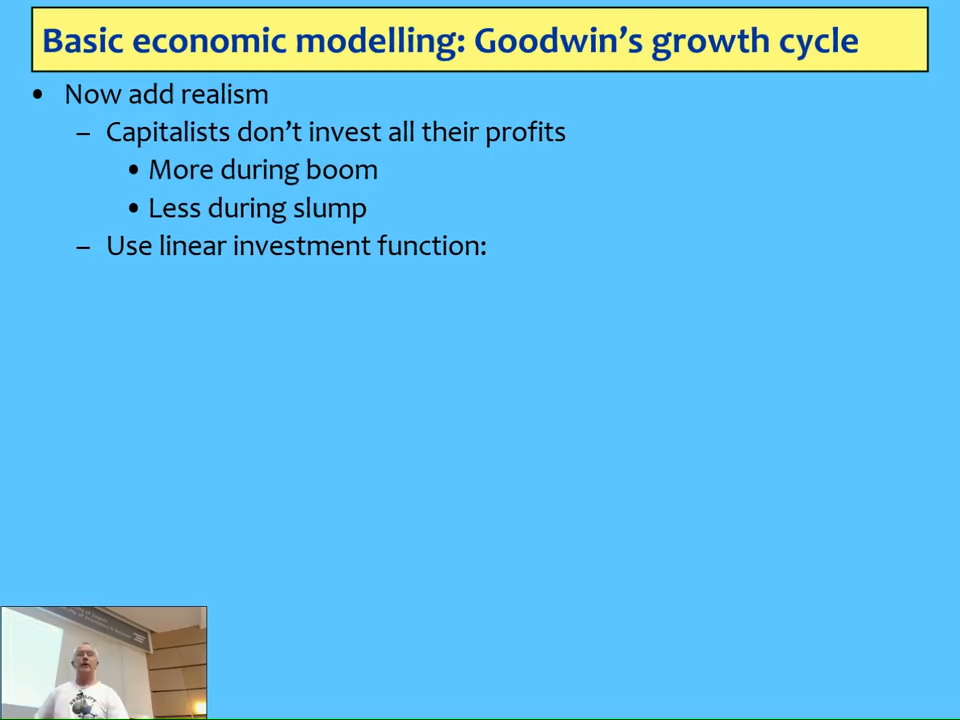 Basic economic modelling: Goodwin’s growth cycle
• Now add realism
– Capitalists don’t invest all their profits
• More during boom
• Less during slump
– Use linear investment function: